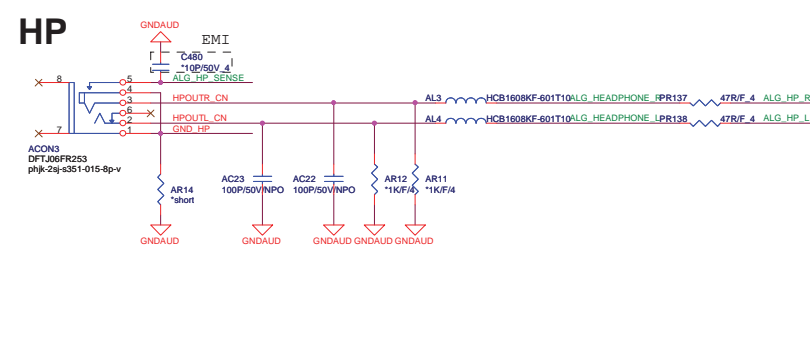 HP
GNDAUD
EMI
C480
*10P/50V_4
ALG_HP_SENSE
8
5
4
3
6
2
1
7
HPOUTR_CN
HPOUTL_CN
GND_HP
AL3
HCB1608KF-601T10
ALG_HEADPHONE_R
PR137
47R/F_4
ALG_HP_R
AL4
HCB1608KF-601T10
ALG_HEADPHONE_L
PR138
47R/F_4
ALG_HP_L
ACON3
DFTJ06FR253
phjk-2sj-s351-015-8p-v
AR14
*short
AC23
100P/50V/NPO
AC22
100P/50V/NPO
AR12
*1K/F/4
AR11
*1K/F/4
GNDAUD
GNDAUD
GNDAUD
GNDAUD
GNDAUD